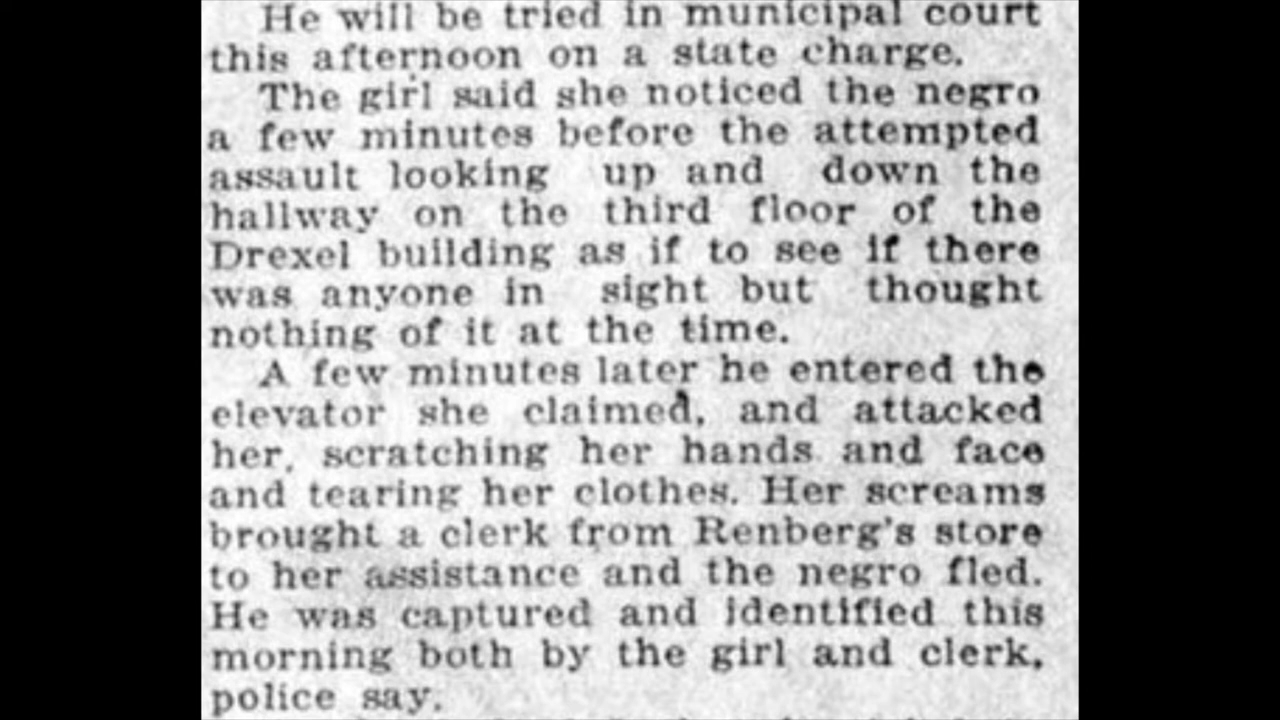 He will be tried in municipal court
this afternoon on a state charge.
The girl said she noticed the negro
a few minutes before the attempted
assault looking up and down the
hallway on the third floor of the
Drexel building as if to see if there
was anyone in sight but thought
nothing of it at the time.
A few minutes later he entered the
elevator she claimed, and attacked
her, scratching her hands and face
and tearing her clothes. Her screams
brought a clerk from Renberg's store
to her assistance and the negro fled.
He was captured and identified this
morning both by the girl and clerk,
police say.